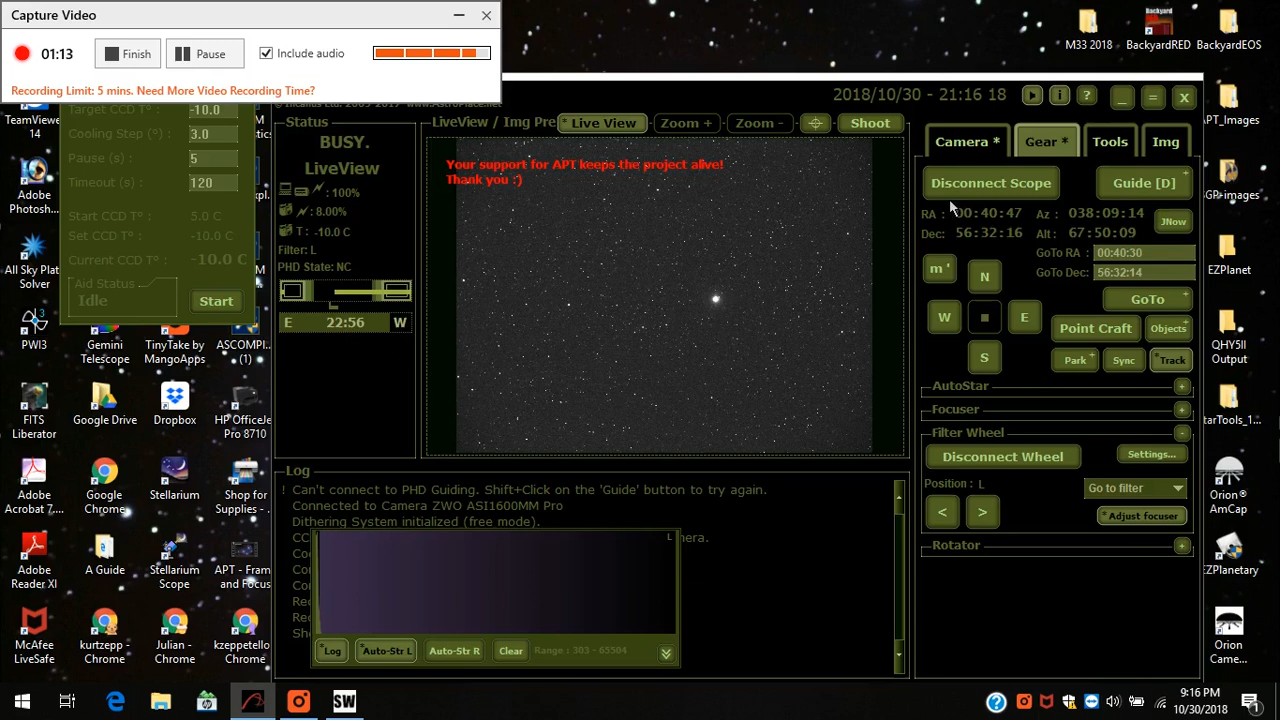 Capture Video
01:13
Finish
Pause
Include audio
Recording Limit: 5 mins. Need More Video Recording Time?
M33 2018
BackyardRED
BackyardEOS
2018/10/30 - 21:16 18
i
?
Target CCD T° :
-10.0
Cooling Step (°) :
3.0
Pause (s) :
5
Timeout (s) :
120
Start CCD T° :
5.0 C
Set CCD T° :
-10.0 C
Current CCD T° :
-10.0 C
Aid Status
Idle
Start
Status
BUSY.
LiveView
: 100%
: 8.00%
T : -10.0 C
Filter: L
PHD State: NC
E
22:56
W
LiveView / Img Pre
* Live View
Zoom +
Zoom -
Shoot
Your support for APT keeps the project alive!
Thank you :')
Camera *
Gear *
Tools
Img
Disconnect Scope
Guide [D]
RA :
00:40:47
Az :
038:09:14
JNow
Dec:
56:32:16
Alt :
67:50:09
GoTo RA :
00:40:30
GoTo Dec:
56:32:14
m '
N
W
E
S
GoTo
Point Craft
Objects
Park
Sync
*Track
AutoStar
Focuser
Filter Wheel
Disconnect Wheel
Settings...
Position : L
Go to filter
<
>
*Adjust focuser
Rotator
Log
! Can't connect to PHD Guiding. Shift+Click on the 'Guide' button to try again.
Connected to Camera ZWO ASI1600MM Pro
Dithering System initialized (free mode).
L
*Log
*Auto-Str L
Auto-Str R
Clear
Range : 303 - 65504
TeamViewer
14
Adobe
Photosh...
All Sky Plate
Solver
PWI3
Gemini
Telescope
TinyTake by
MangoApps
ASCOMPI...
(1)
FITS
Liberator
Google Drive
Dropbox
HP OfficeJet
Pro 8710
Adobe
Acrobat 7....
Google
Chrome
Stellarium
Shop for
Supplies - ...
Adobe
Reader XI
A Guide
Stellarium
Scope
APT - Frame
and Focus
McAfee
LiveSafe
kurtzepp -
Chrome
Julian -
Chrome
kzeppetello...
Chrome
APT_Images
EZPlanet
QHY5II
Output
StarTools_1...
Orion®
AmCap
EZPlanetary
Orion
Came...
SW
9:16 PM
10/30/2018
1